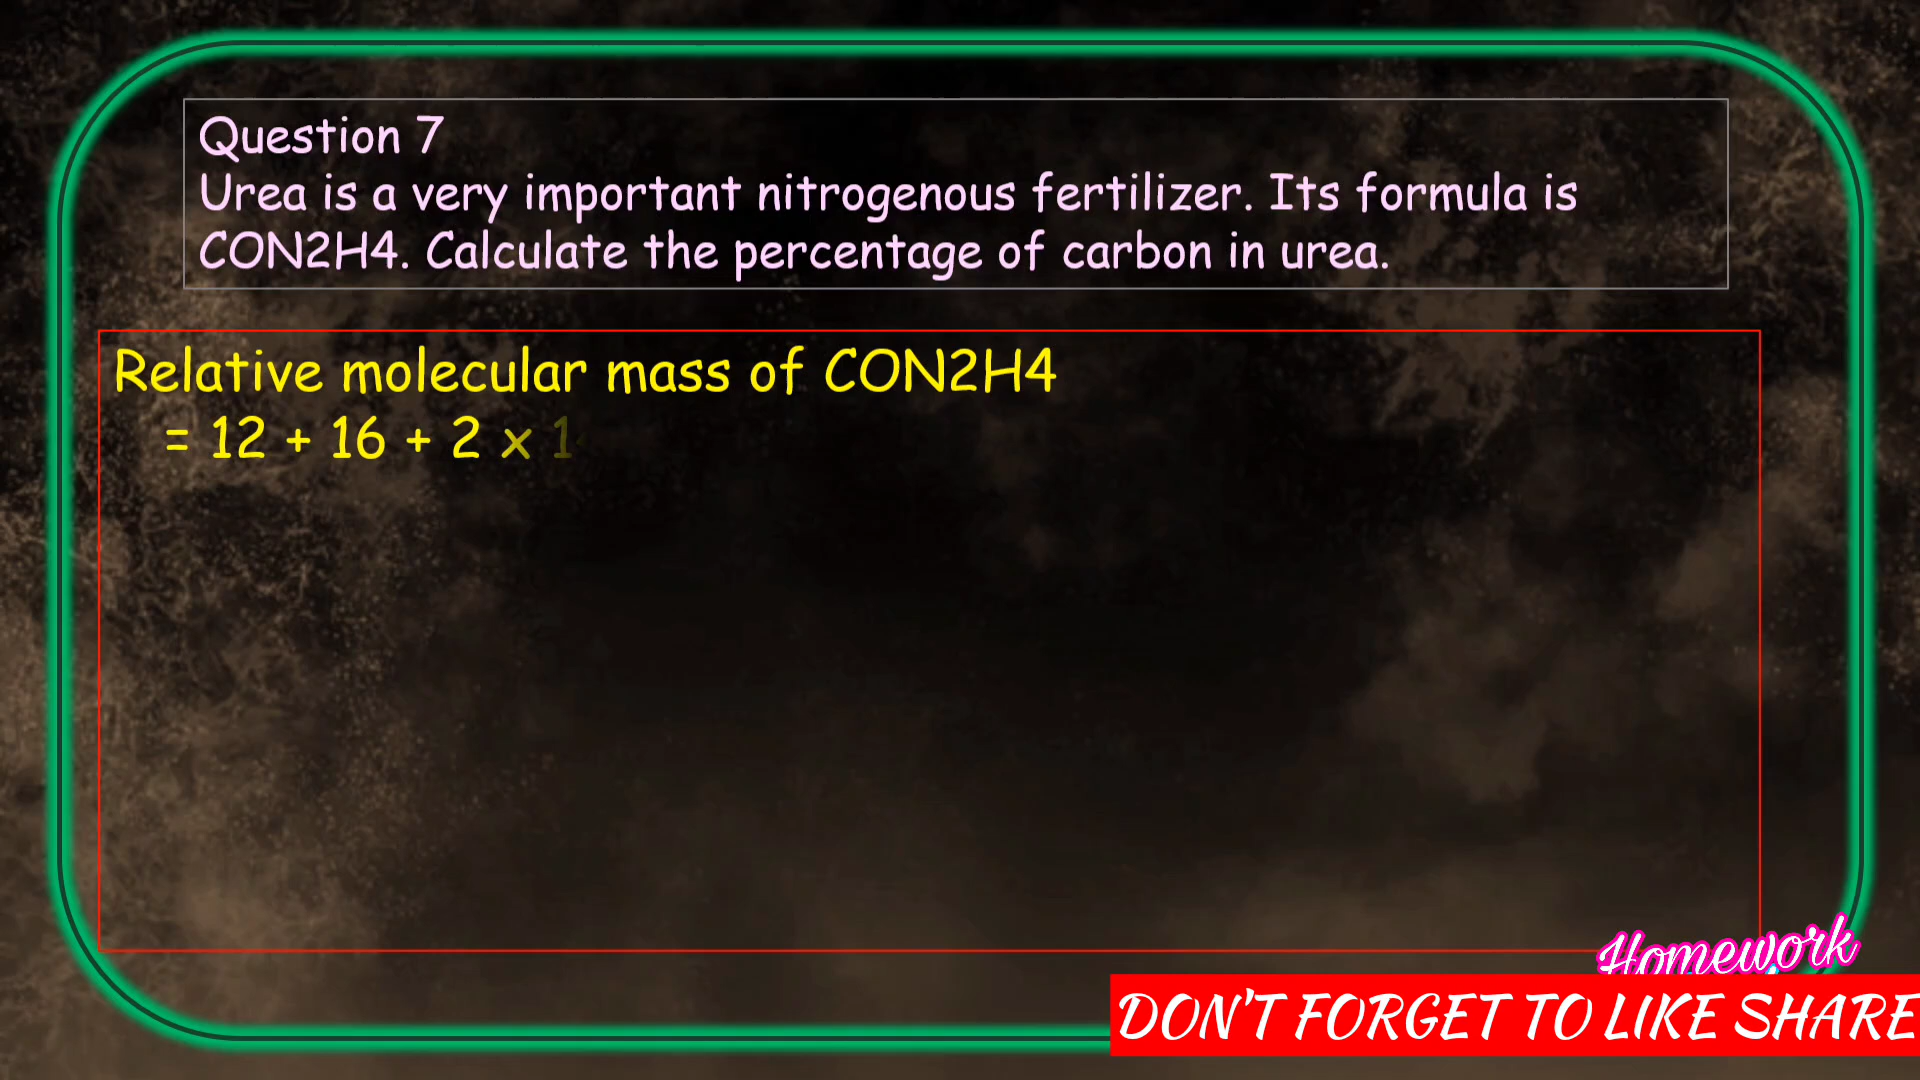 Question 7
Urea is a very important nitrogenous fertilizer. Its formula is
CON2H4. Calculate the percentage of carbon in urea.
Relative molecular mass of CON2H4
= 12 + 16 + 2 x 1
Homework
DON'T FORGET TO LIKE SHARE